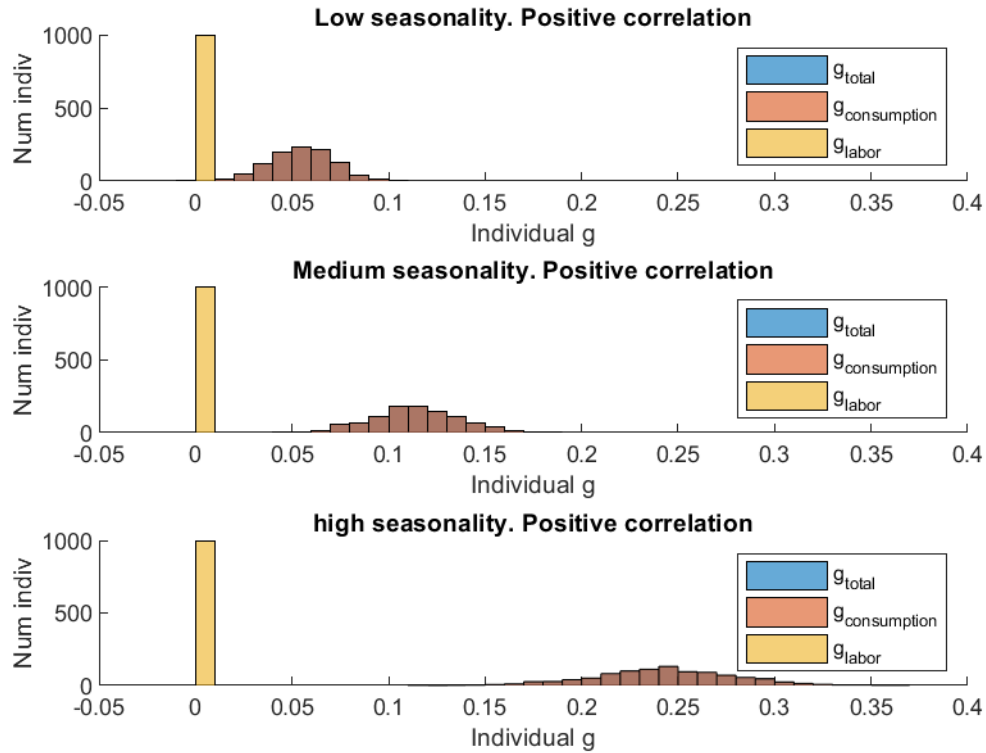 Low seasonality. Positive correlation
1000
500
0
Num indiv
-0.05 0 0.05 0.1 0.15 0.2 0.25 0.3 0.35 0.4
Individual g
g_total
g_consumption
g_labor
Medium seasonality. Positive correlation
1000
500
0
Num indiv
-0.05 0 0.05 0.1 0.15 0.2 0.25 0.3 0.35 0.4
Individual g
g_total
g_consumption
g_labor
high seasonality. Positive correlation
1000
500
0
Num indiv
-0.05 0 0.05 0.1 0.15 0.2 0.25 0.3 0.35 0.4
Individual g
g_total
g_consumption
g_labor